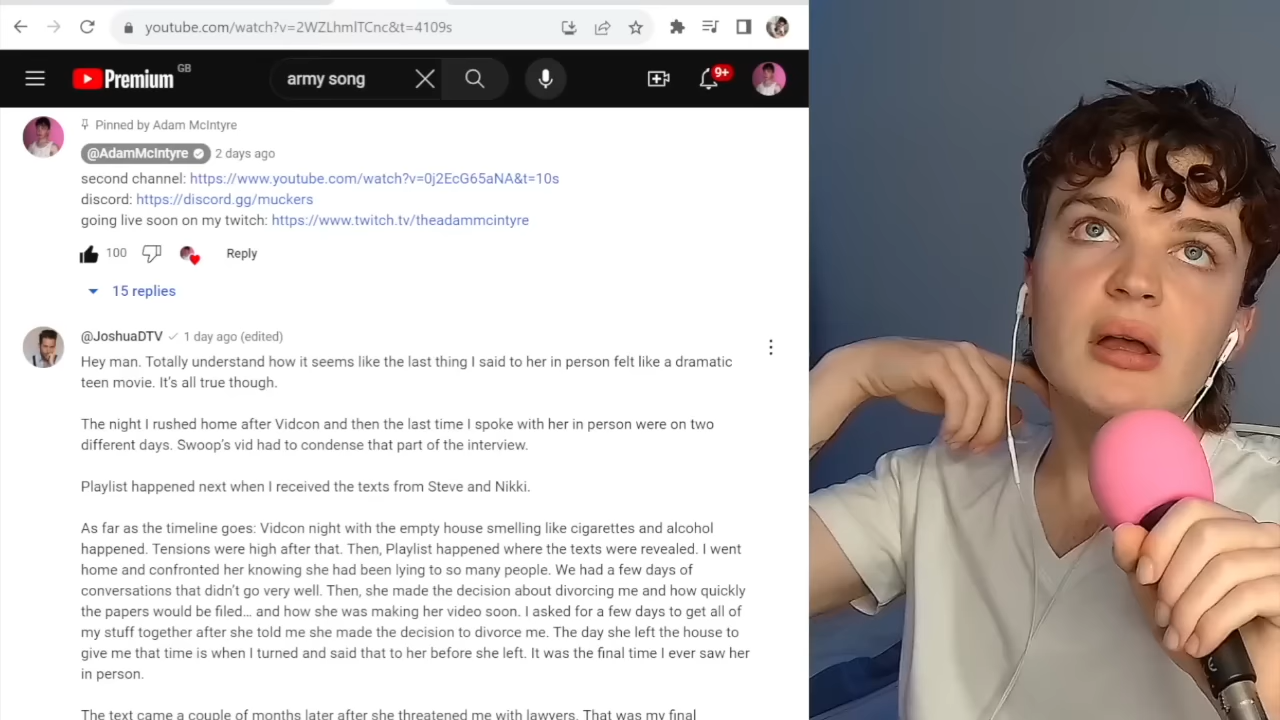 youtube.com/watch?v=2WZLhmlTCnc&t=4109s
Premium GB
army song
9+
Pinned by Adam McIntyre
@AdamMcIntyre 2 days ago
second channel: https://www.youtube.com/watch?v=0j2EcG65aNA&t=10s
discord: https://discord.gg/muckers
going live soon on my twitch: https://www.twitch.tv/theadammcintyre
100 Reply
15 replies
@JoshuaDTV 1 day ago (edited)
Hey man. Totally understand how it seems like the last thing I said to her in person felt like a dramatic
teen movie. It's all true though.
The night I rushed home after Vidcon and then the last time I spoke with her in person were on two
different days. Swoop's vid had to condense that part of the interview.
Playlist happened next when I received the texts from Steve and Nikki.
As far as the timeline goes: Vidcon night with the empty house smelling like cigarettes and alcohol
happened. Tensions were high after that. Then, Playlist happened where the texts were revealed. I went
home and confronted her knowing she had been lying to so many people. We had a few days of
conversations that didn't go very well. Then, she made the decision about divorcing me and how quickly
the papers would be filed... and how she was making her video soon. I asked for a few days to get all of
my stuff together after she told me she made the decision to divorce me. The day she left the house to
give me that time is when I turned and said that to her before she left. It was the final time I ever saw her
in person.
The text came a couple of months later after she threatened me with lawyers. That was my final